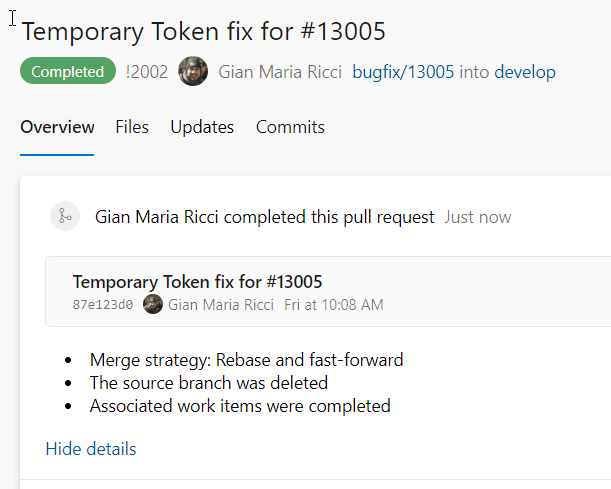 Temporary Token fix for #13005
Completed !2002 Gian Maria Ricci bugfix/13005 into develop
Overview Files Updates Commits
Gian Maria Ricci completed this pull request Just now
Temporary Token fix for #13005
87e123d0 Gian Maria Ricci Fri at 10:08 AM
• Merge strategy: Rebase and fast-forward
• The source branch was deleted
• Associated work items were completed
Hide details